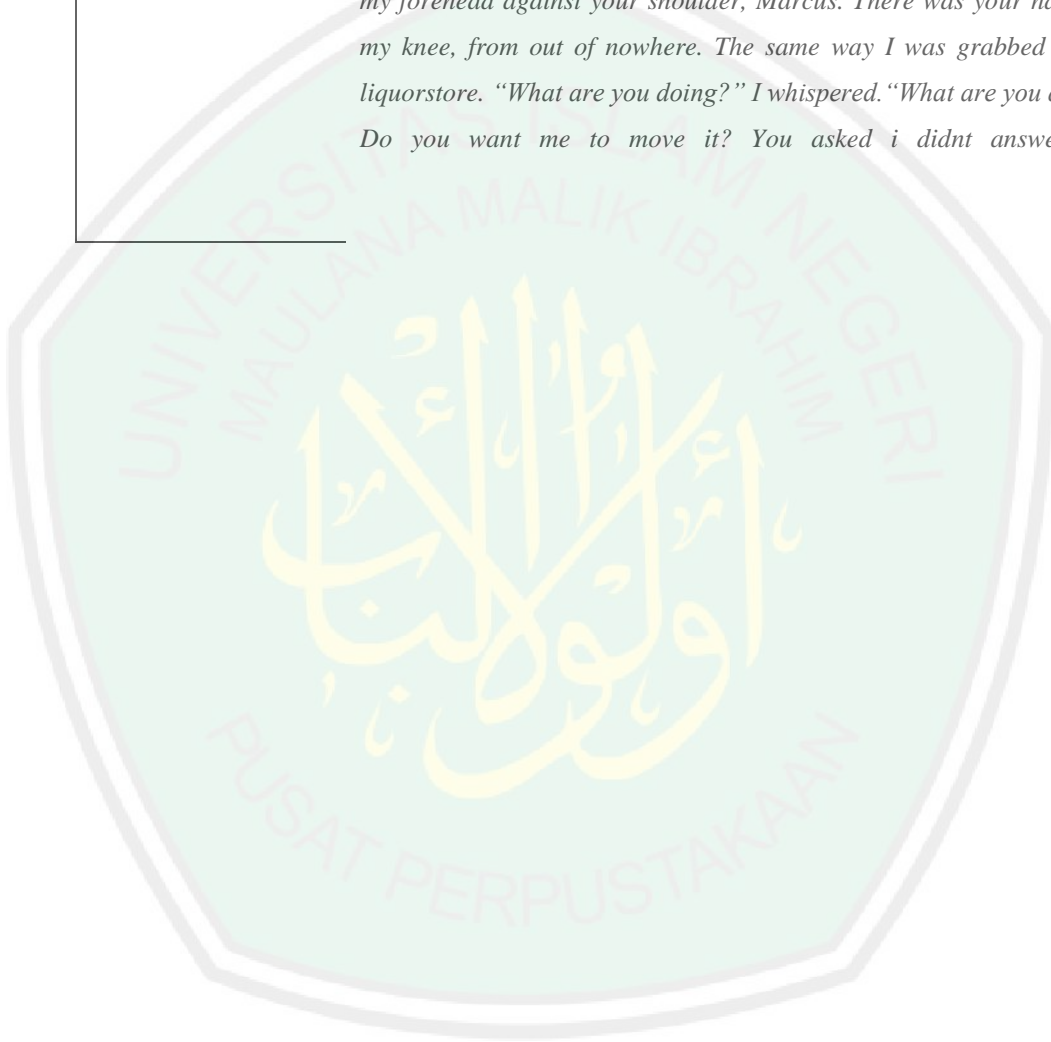 my forehead against your shoulder, Marcus. There was your
my knee, from out of nowhere. The same way I was grabbed
liquorstore. “What are you doing?” I whispered.“What are you
Do you want me to move it? You asked i didnt
UNIVERSITAS ISLAM NEGERI
MAULANA MALIK IBRAHIM
أولوا الألباب
PUSAT PERPUSTAKAAN